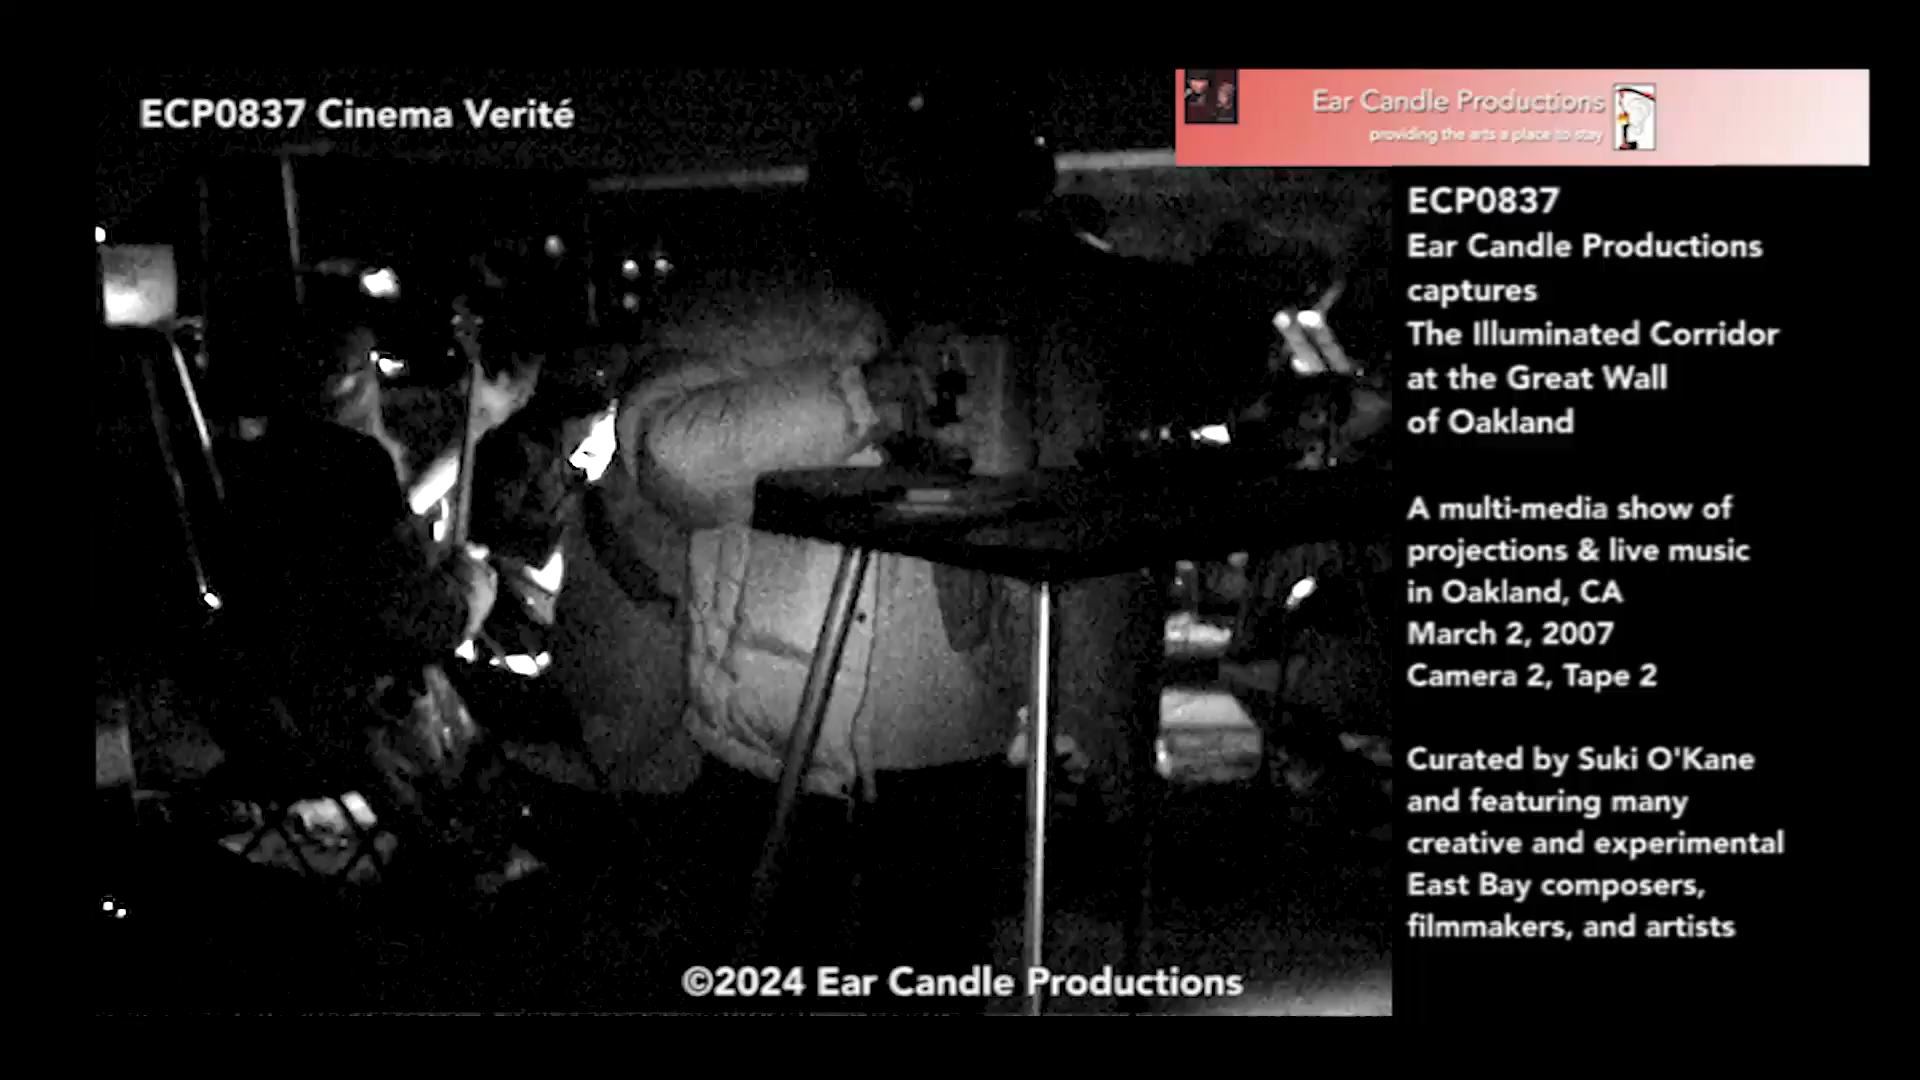 ECP0837 Cinema Verité
Ear Candle Productions
providing the arts a place to stay
ECP0837
Ear Candle Productions
captures
The Illuminated Corridor
at the Great Wall
of Oakland
A multi-media show of
projections & live music
in Oakland, CA
March 2, 2007
Camera 2, Tape 2
Curated by Suki O'Kane
and featuring many
creative and experimental
East Bay composers,
filmmakers, and artists
©2024 Ear Candle Productions